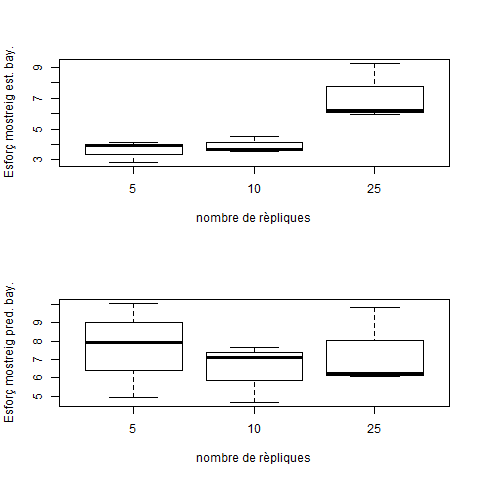 Esforç mostreig est. bay.
9
7
5
3
5 10 25
nombre de rèpliques
Esforç mostreig pred. bay.
9
8
7
6
5
5 10 25
nombre de rèpliques